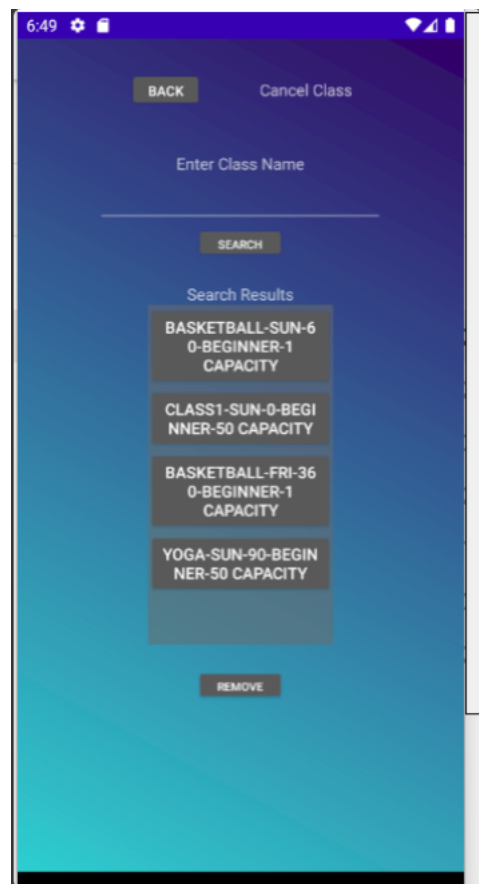 6:49
BACK
Cancel Class
Enter Class Name
SEARCH
Search Results
BASKETBALL-SUN-6
0-BEGINNER-1
CAPACITY
CLASS1-SUN-0-BEGI
NNER-50 CAPACITY
BASKETBALL-FRI-36
0-BEGINNER-1
CAPACITY
YOGA-SUN-90-BEGIN
NER-50 CAPACITY
REMOVE